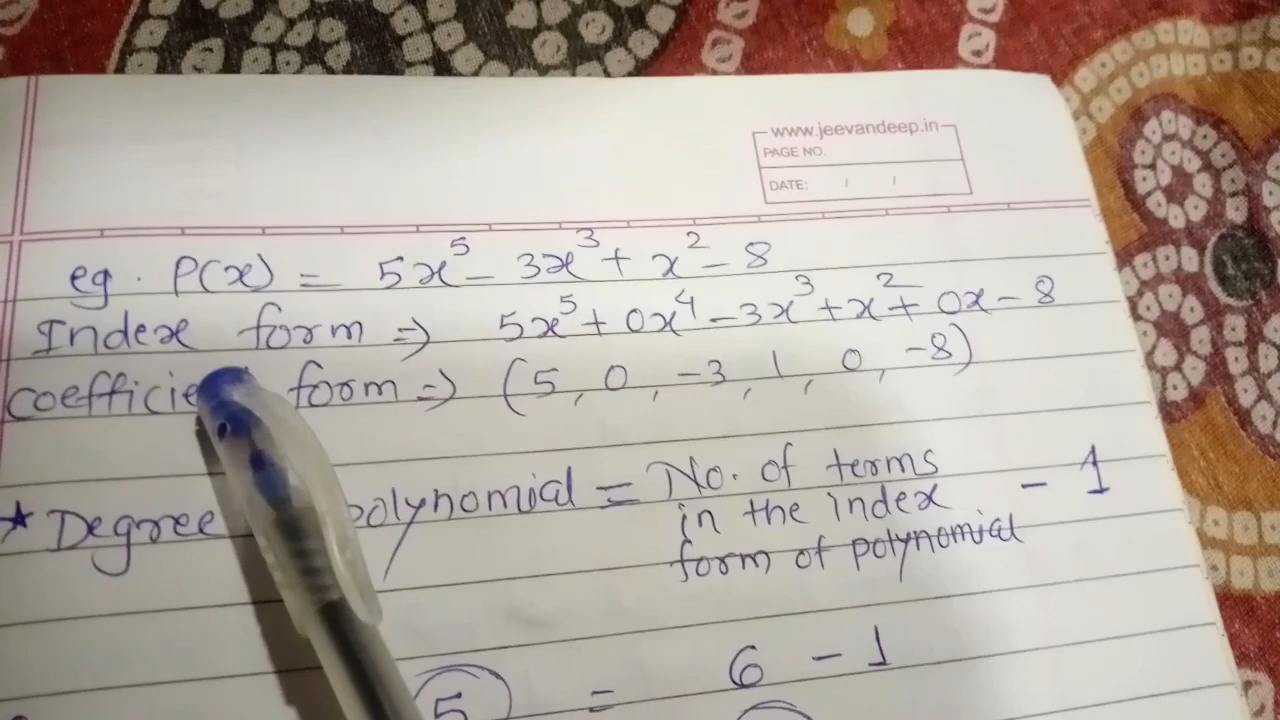 www.jeevandeep.in
PAGE NO.
DATE: / /
eg. P(x) = 5x⁵ - 3x³ + x² - 8
Index form => 5x⁵ + 0x⁴ - 3x³ + x² + 0x - 8
form => (5, 0, -3, 1, 0, -8)
* Degree polynomial = No. of terms
in the index - 1
form of polynomial
5 = 6 - 1